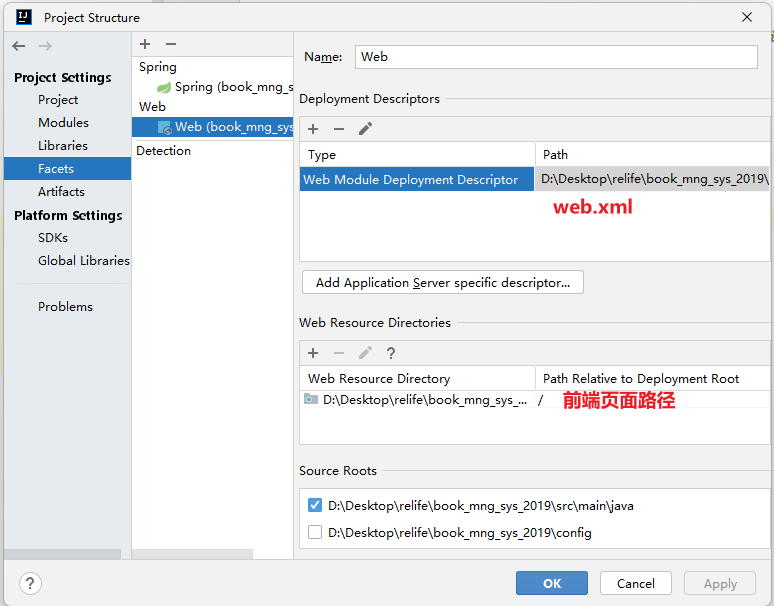 Project Structure
Project Settings
Project
Modules
Libraries
Facets
Artifacts
Platform Settings
SDKs
Global Libraries
Problems
Spring
Spring (book_mng_s
Web
Web (book_mng_sys
Detection
Name: Web
Deployment Descriptors
Type Path
Web Module Deployment Descriptor D:\Desktop\relife\book_mng_sys_2019\
web.xml
Add Application Server specific descriptor...
Web Resource Directories
?
Web Resource Directory Path Relative to Deployment Root
D:\Desktop\relife\book_mng_sys_... / 前端页面路径
Source Roots
D:\Desktop\relife\book_mng_sys_2019\src\main\java
D:\Desktop\relife\book_mng_sys_2019\config
? OK Cancel Apply